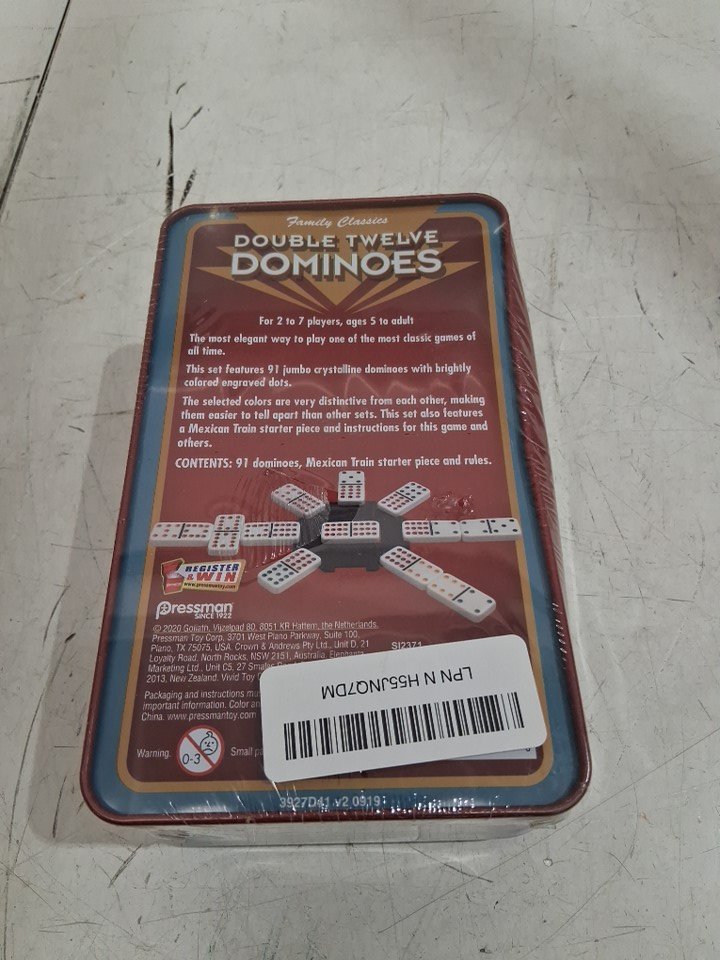 Family Classics
DOUBLE TWELVE
DOMINOES
For 2 to 7 players, ages 5 to adult
The most elegant way to play one of the most classic games of
all time.
This set features 91 jumbo crystalline dominoes with brightly
colored engraved dots.
The selected colors are very distinctive from each other, making
them easier to tell apart than other sets. This set also features
a Mexican Train starter piece and instructions for this game and
others.
CONTENTS: 91 dominoes, Mexican Train starter piece and rules.
REGISTER
& WIN
www.pressmantoy.com
Pressman
SINCE 1922
© 2020 Goliath, Vijzelpad 80, 8051 KR Hattem, the Netherlands.
Pressman Toy Corp, 3701 West Plano Parkway, Suite 100,
Plano, TX 75075, USA. Crown & Andrews Pty Ltd., Unit D, 21
Loyalty Road, North Rocks, NSW 2151, Australia.
Marketing Ltd., Unit C5, 27
2013, New Zealand. Vivid Toy
Packaging and instructions
important information. Color
China. www.pressmantoy.com
LPN N H55JNQ7DM
Warning.
0-3
Small
3927D41 v2 0919